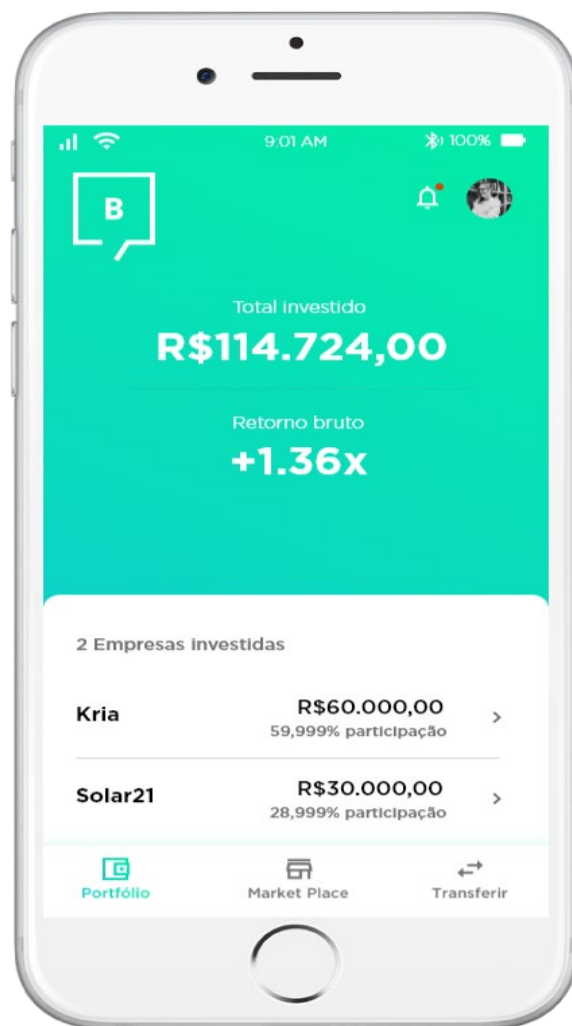 9:01 AM
100%
B
Total investido
R$114.724,00
Retorno bruto
+1.36x
2 Empresas investidas
Kria
R$60.000,00
59,999% participação
Solar21
R$30.000,00
28,999% participação
Portfólio
Market Place
Transferir